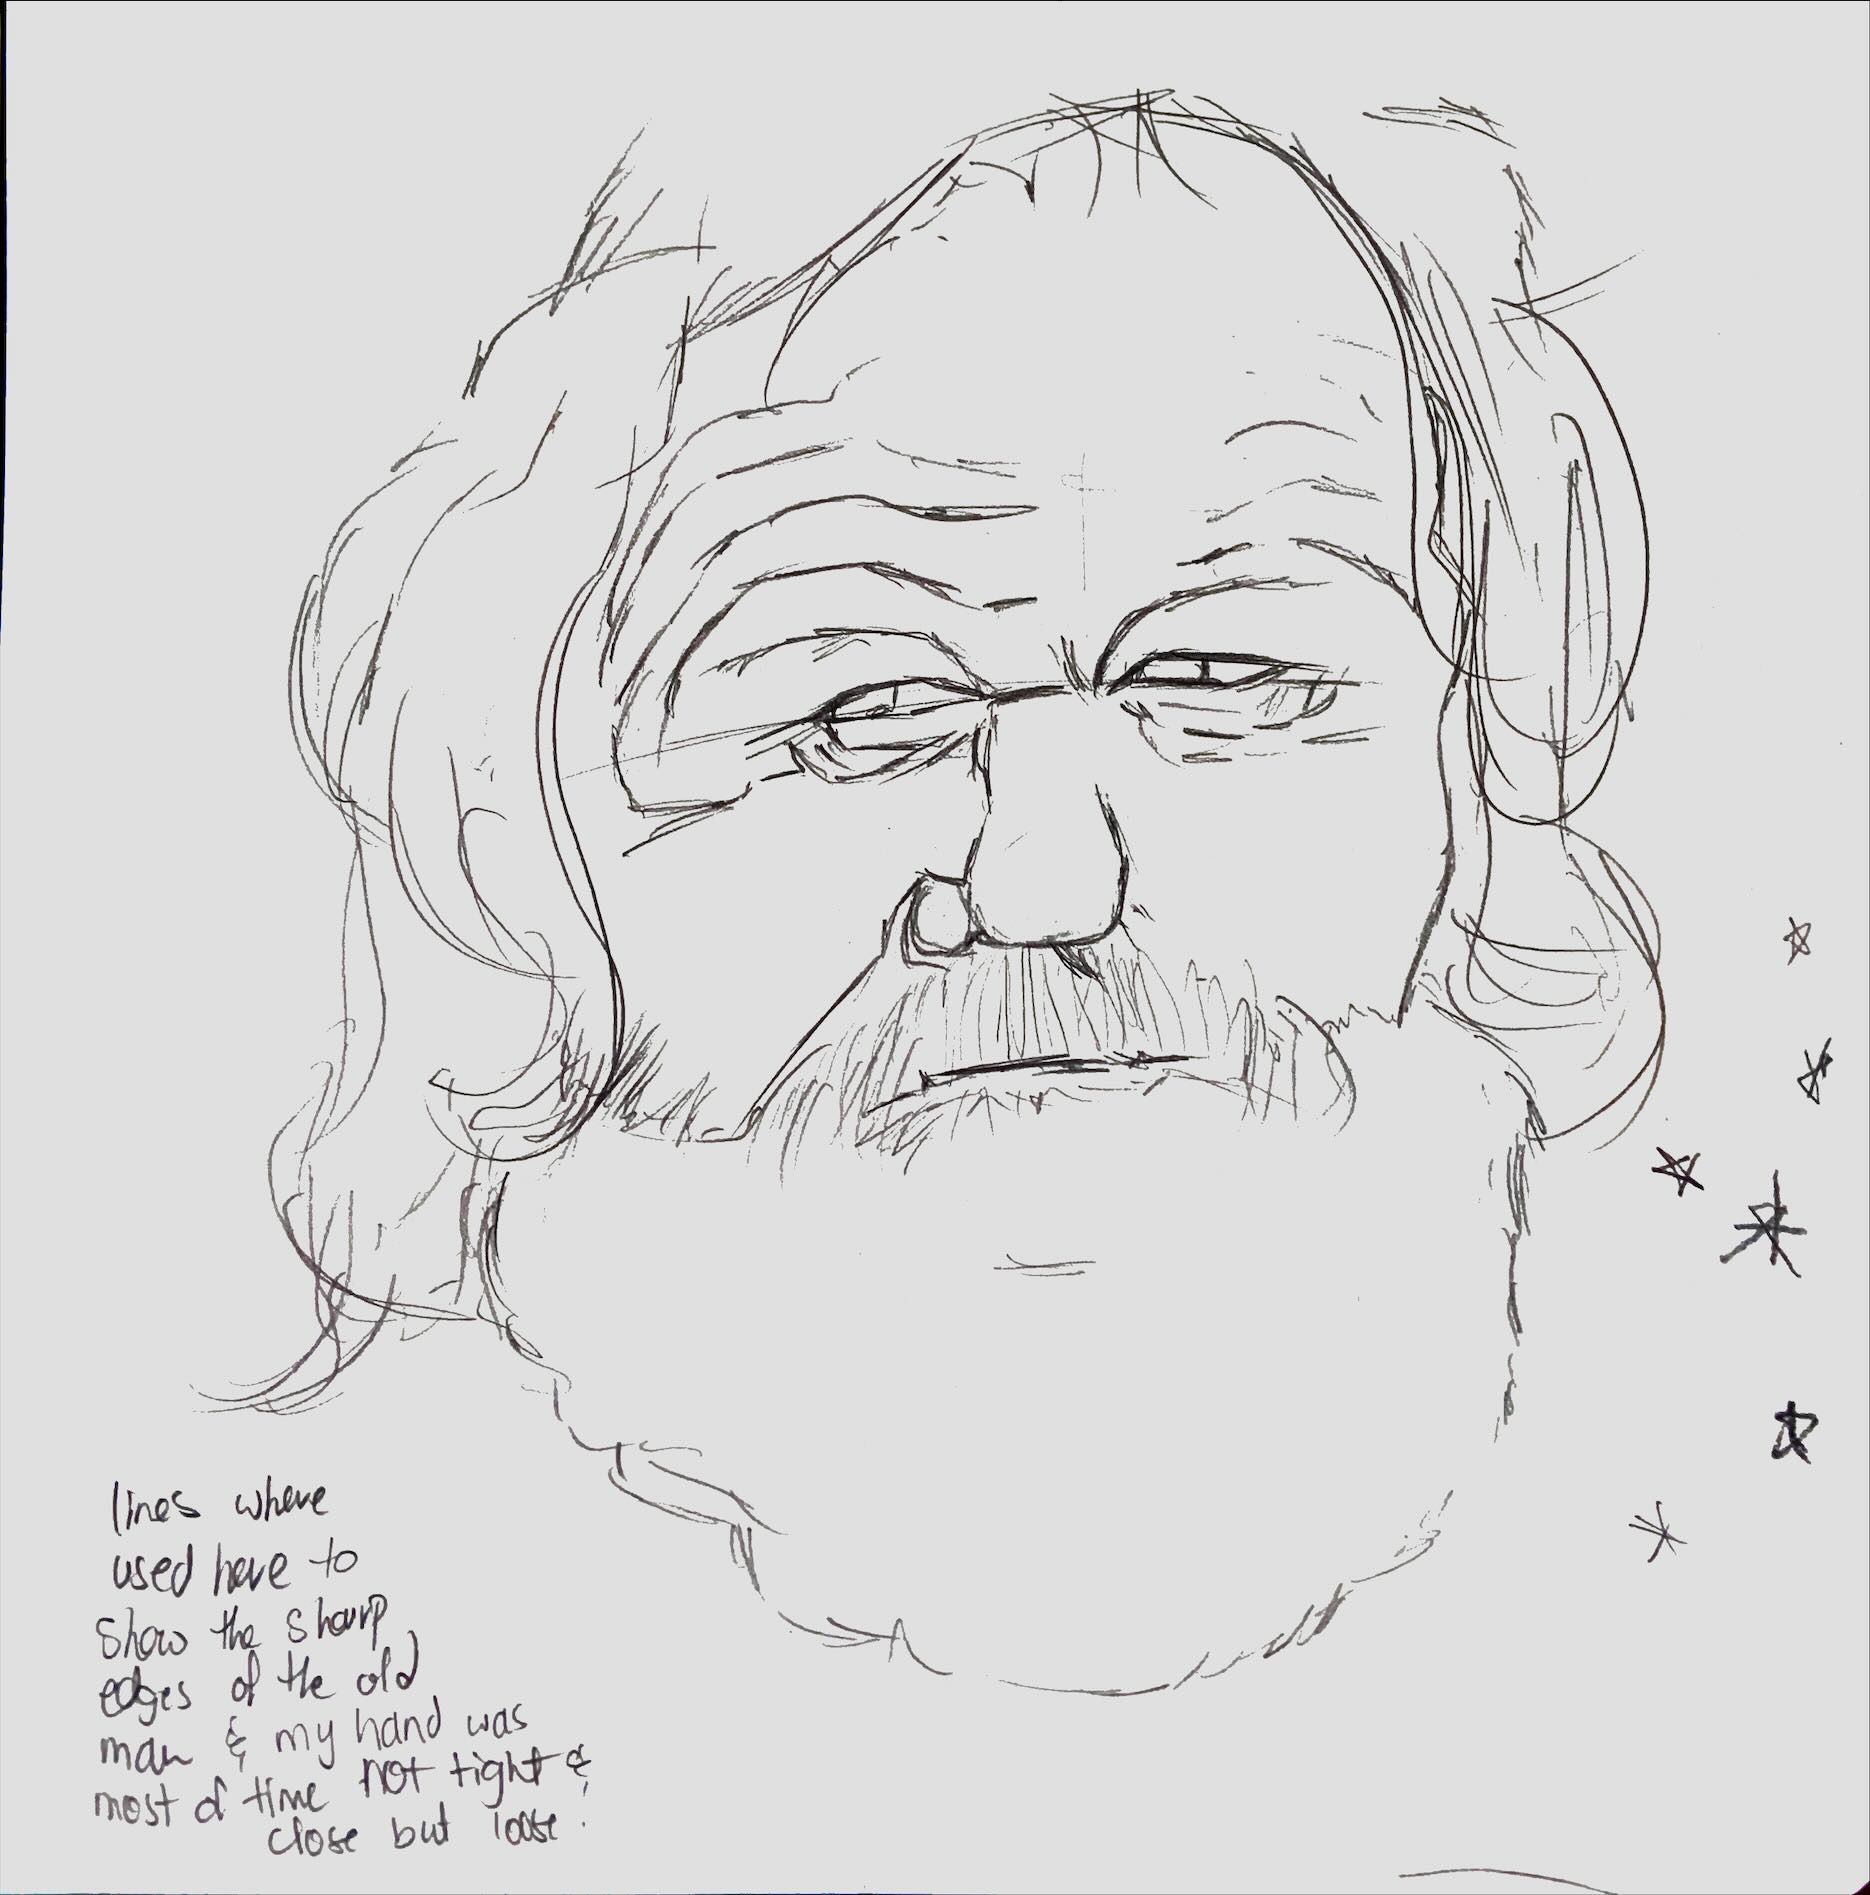 lines where
used here to
show the sharp
edges of the old
man & my hand was
most of time not tight &
close but loose!